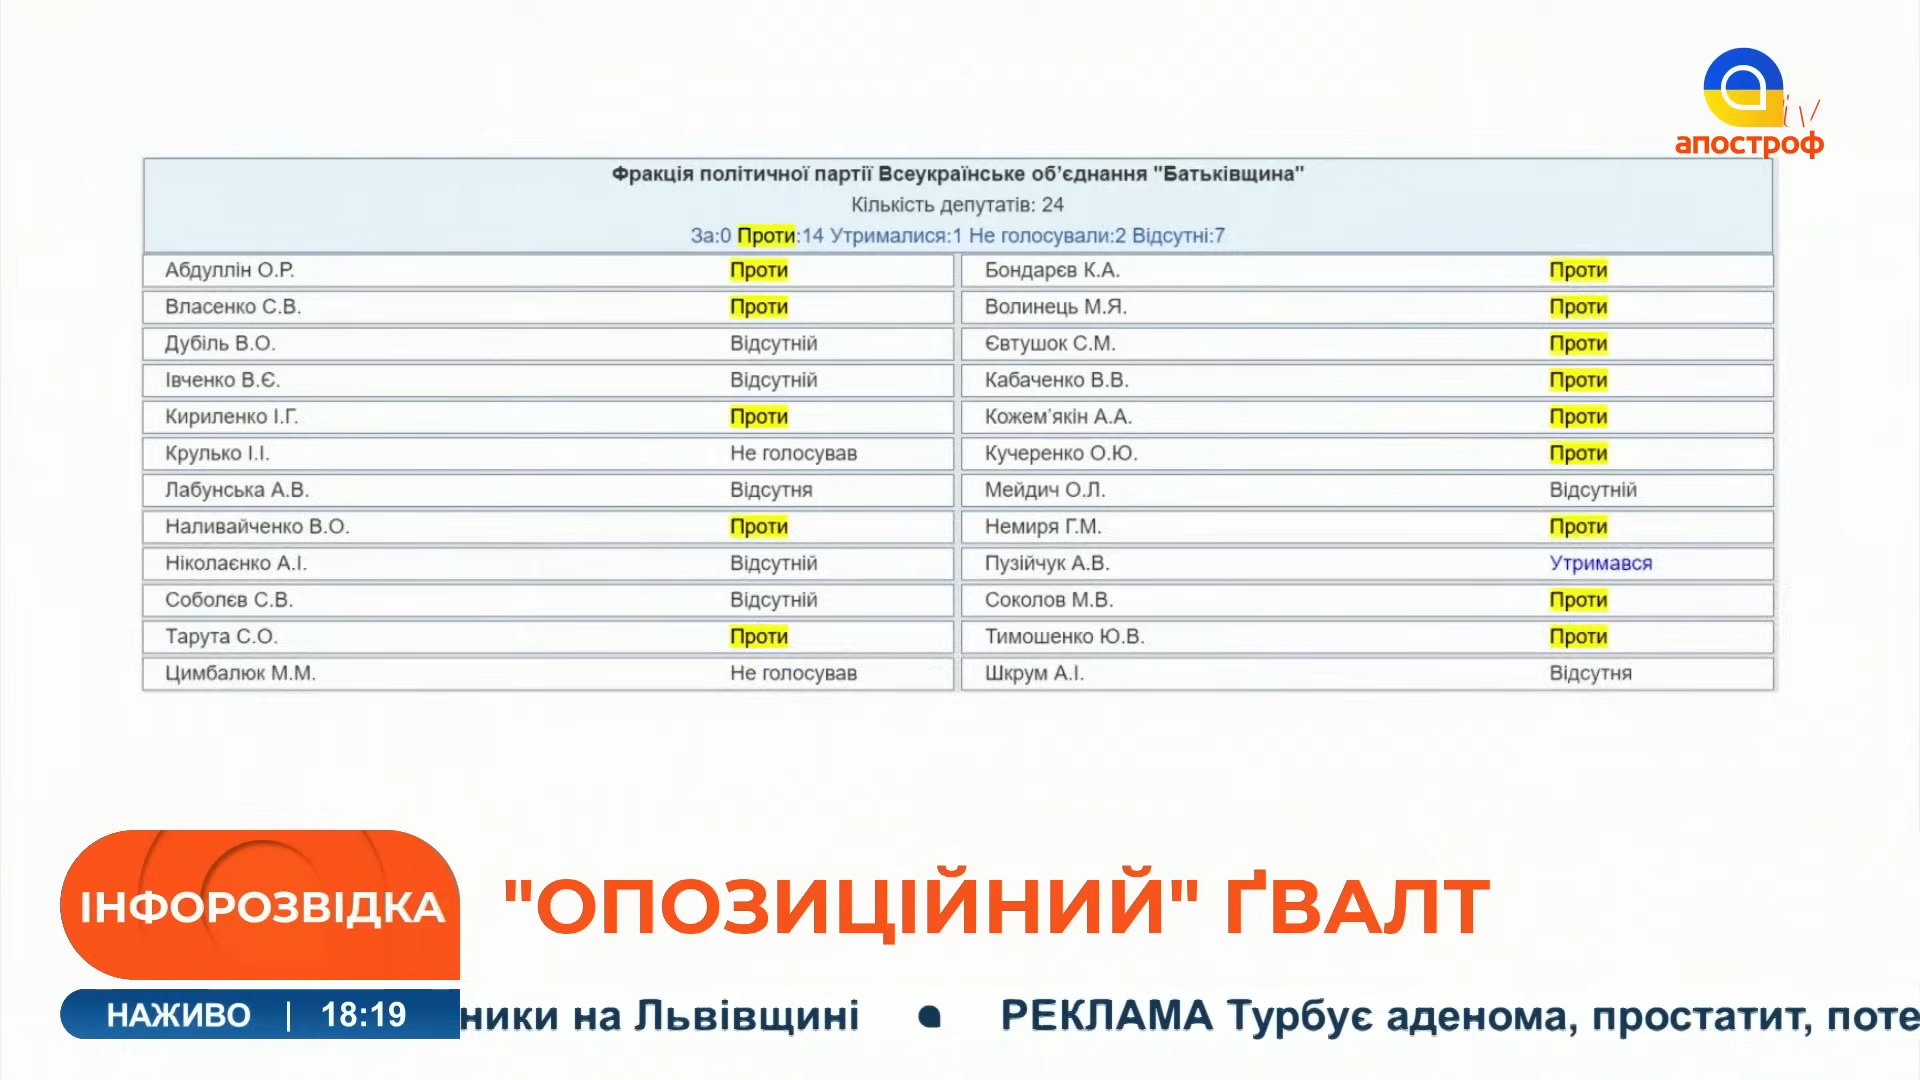 tv
апостроф
Фракція політичної партії Всеукраїнське об’єднання "Батьківщина"
Кількість депутатів: 24
За:0 Проти:14 Утрималися:1 Не голосували:2 Відсутні:7
Абдуллін О.Р. Проти Бондарєв К.А. Проти
Власенко С.В. Проти Волинець М.Я. Проти
Дубіль В.О. Відсутній Євтушок С.М. Проти
Івченко В.Є. Відсутній Кабаченко В.В. Проти
Кириленко І.Г. Проти Кожем’якін А.А. Проти
Крулько І.І. Не голосував Кучеренко О.Ю. Проти
Лабунська А.В. Відсутня Мейдич О.Л. Відсутній
Наливайченко В.О. Проти Немиря Г.М. Проти
Ніколаєнко А.І. Відсутній Пузійчук А.В. Утримався
Соболєв С.В. Відсутній Соколов М.В. Проти
Тарута С.О. Проти Тимошенко Ю.В. Проти
Цимбалюк М.М. Не голосував Шкрум А.І. Відсутня
ІНФОРОЗВІДКА
"ОПОЗИЦІЙНИЙ" ҐВАЛТ
НАЖИВО | 18:19 ники на Львівщині • РЕКЛАМА Турбує аденома, простатит, поте